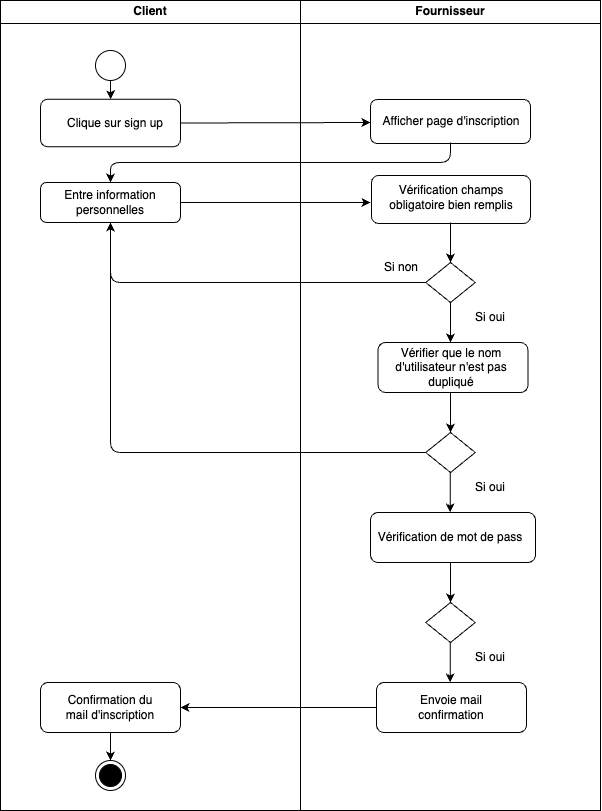 Client
Fournisseur
Clique sur sign up
Afficher page d'inscription
Entre information
personnelles
Vérification champs
obligatoire bien remplis
Si non
Si oui
Vérifier que le nom
d'utilisateur n'est pas
dupliqué
Si oui
Vérification de mot de pass
Si oui
Confirmation du
mail d'inscription
Envoie mail
confirmation